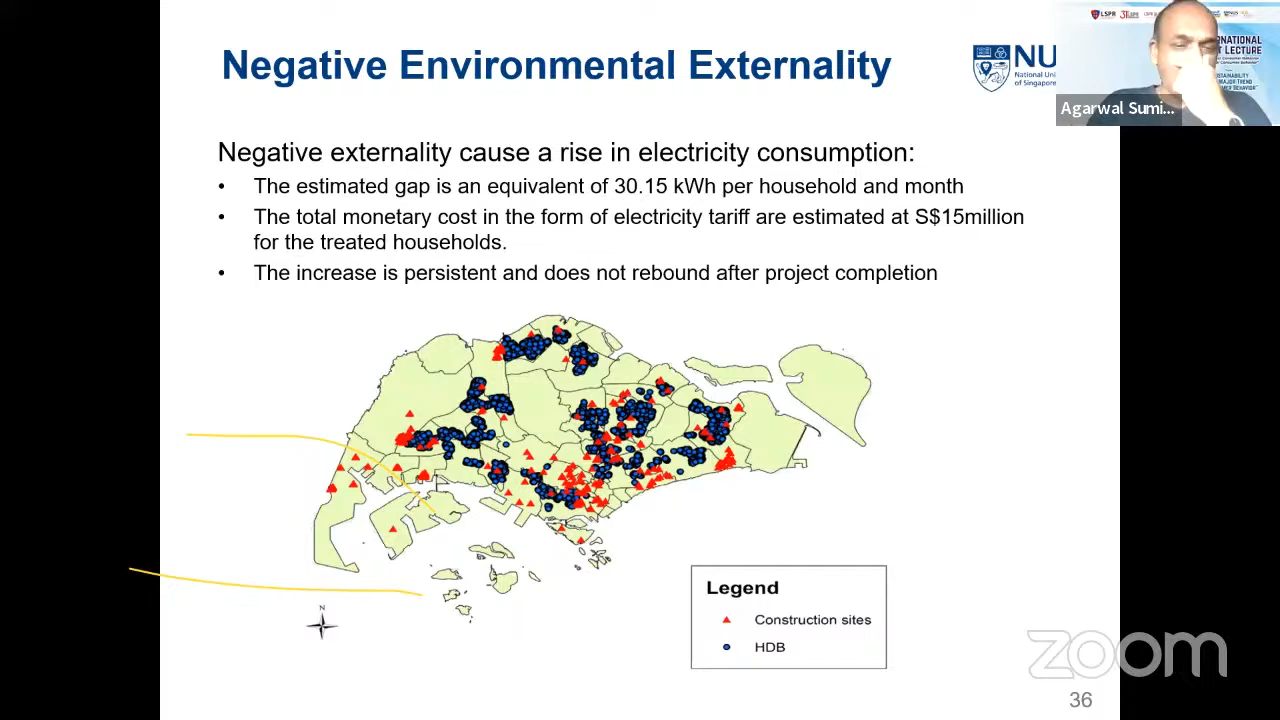 Negative Environmental Externality
NU
National Uni
of Singapore
LSPR
Agarwal Sumi...
Negative externality cause a rise in electricity consumption:
• The estimated gap is an equivalent of 30.15 kWh per household and month
• The total monetary cost in the form of electricity tariff are estimated at S$15million
for the treated households.
• The increase is persistent and does not rebound after project completion
N
Legend
Construction sites
HDB
zoom
36